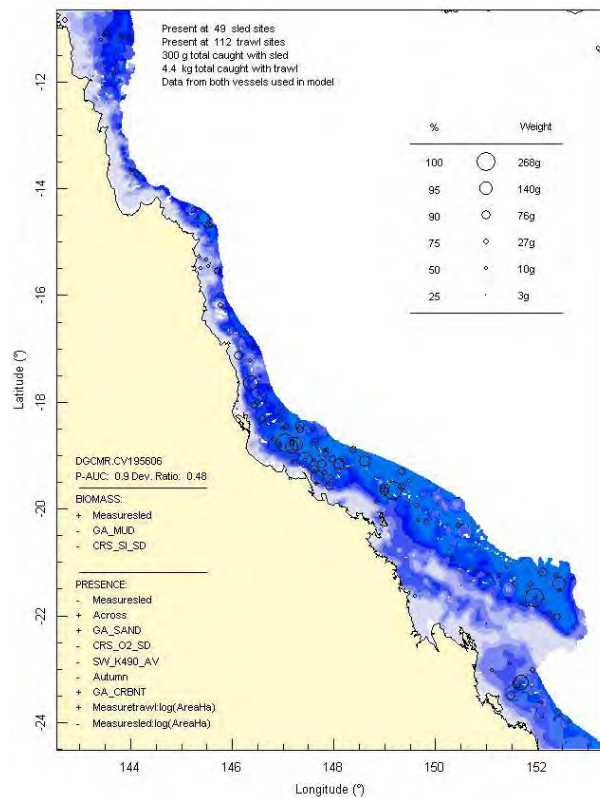 Present at 49 sled sites
Present at 112 trawl sites
300 g total caught with sled
4.4 kg total caught with trawl
Data from both vessels used in model
% Weight
100 268g
95 140g
90 76g
75 27g
50 10g
25 3g
-12
-14
-16
-18
-20
-22
-24
Latitude (°)
DGCMR.CV195606
P-AUC: 0.9 Dev. Ratio: 0.48
BIOMASS:
+ Measuresled
- GA_MUD
- CRS_SI_SD
PRESENCE:
- Measuresled
+ Across
+ GA_SAND
- CRS_O2_SD
- SW_K490_AV
- Autumn
+ GA_CRBNT
+ Measuretrawl:log(AreaHa)
- Measuresled:log(AreaHa)
144 146 148 150 152
Longitude (°)